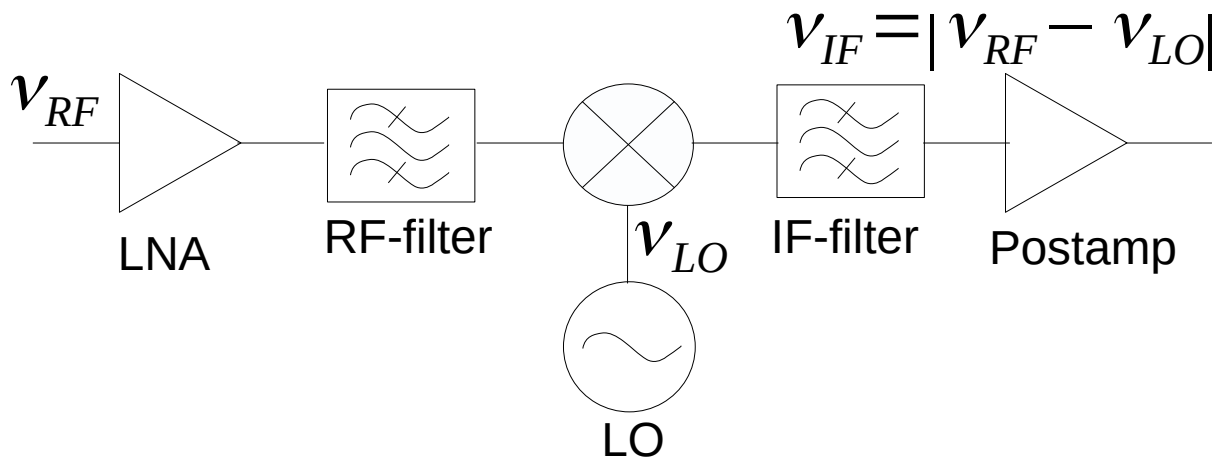 ν_IF = |ν_RF − ν_LO|
ν_RF
LNA
RF-filter
ν_LO
IF-filter
Postamp
LO